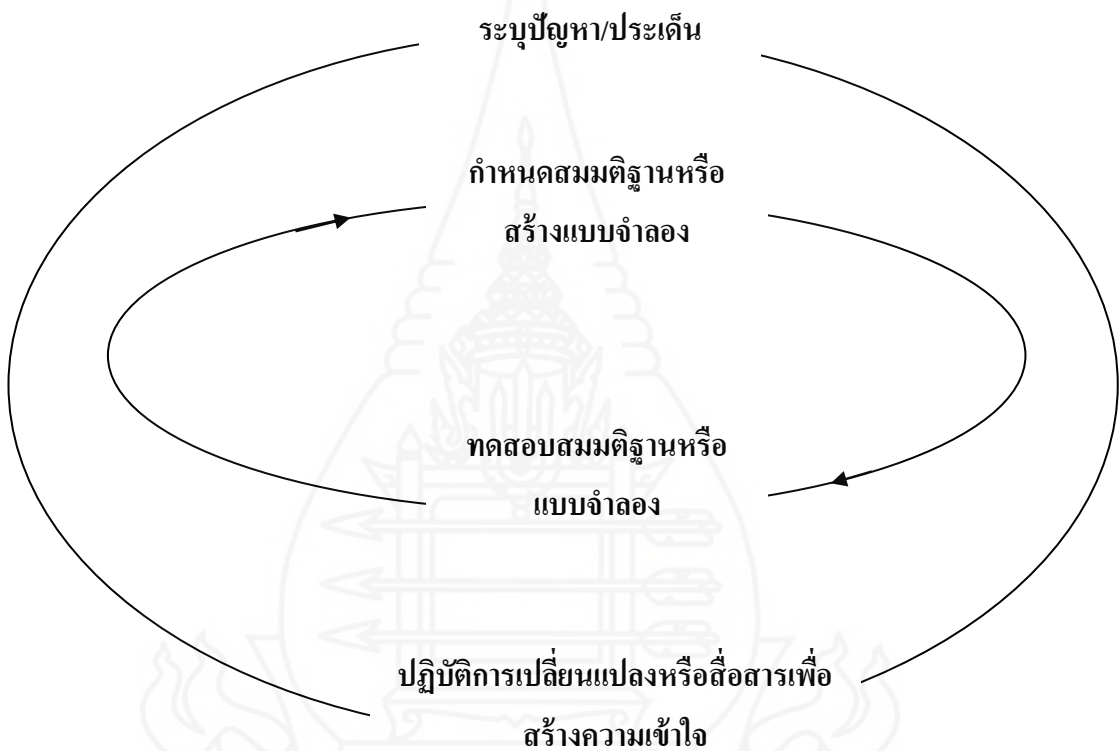 ระบุปัญหา/ประเด็น
กำหนดสมมติฐานหรือ
สร้างแบบจำลอง
ทดสอบสมมติฐานหรือ
แบบจำลอง
ปฏิบัติการเปลี่ยนแปลงหรือสื่อสารเพื่อ
สร้างความเข้าใจ